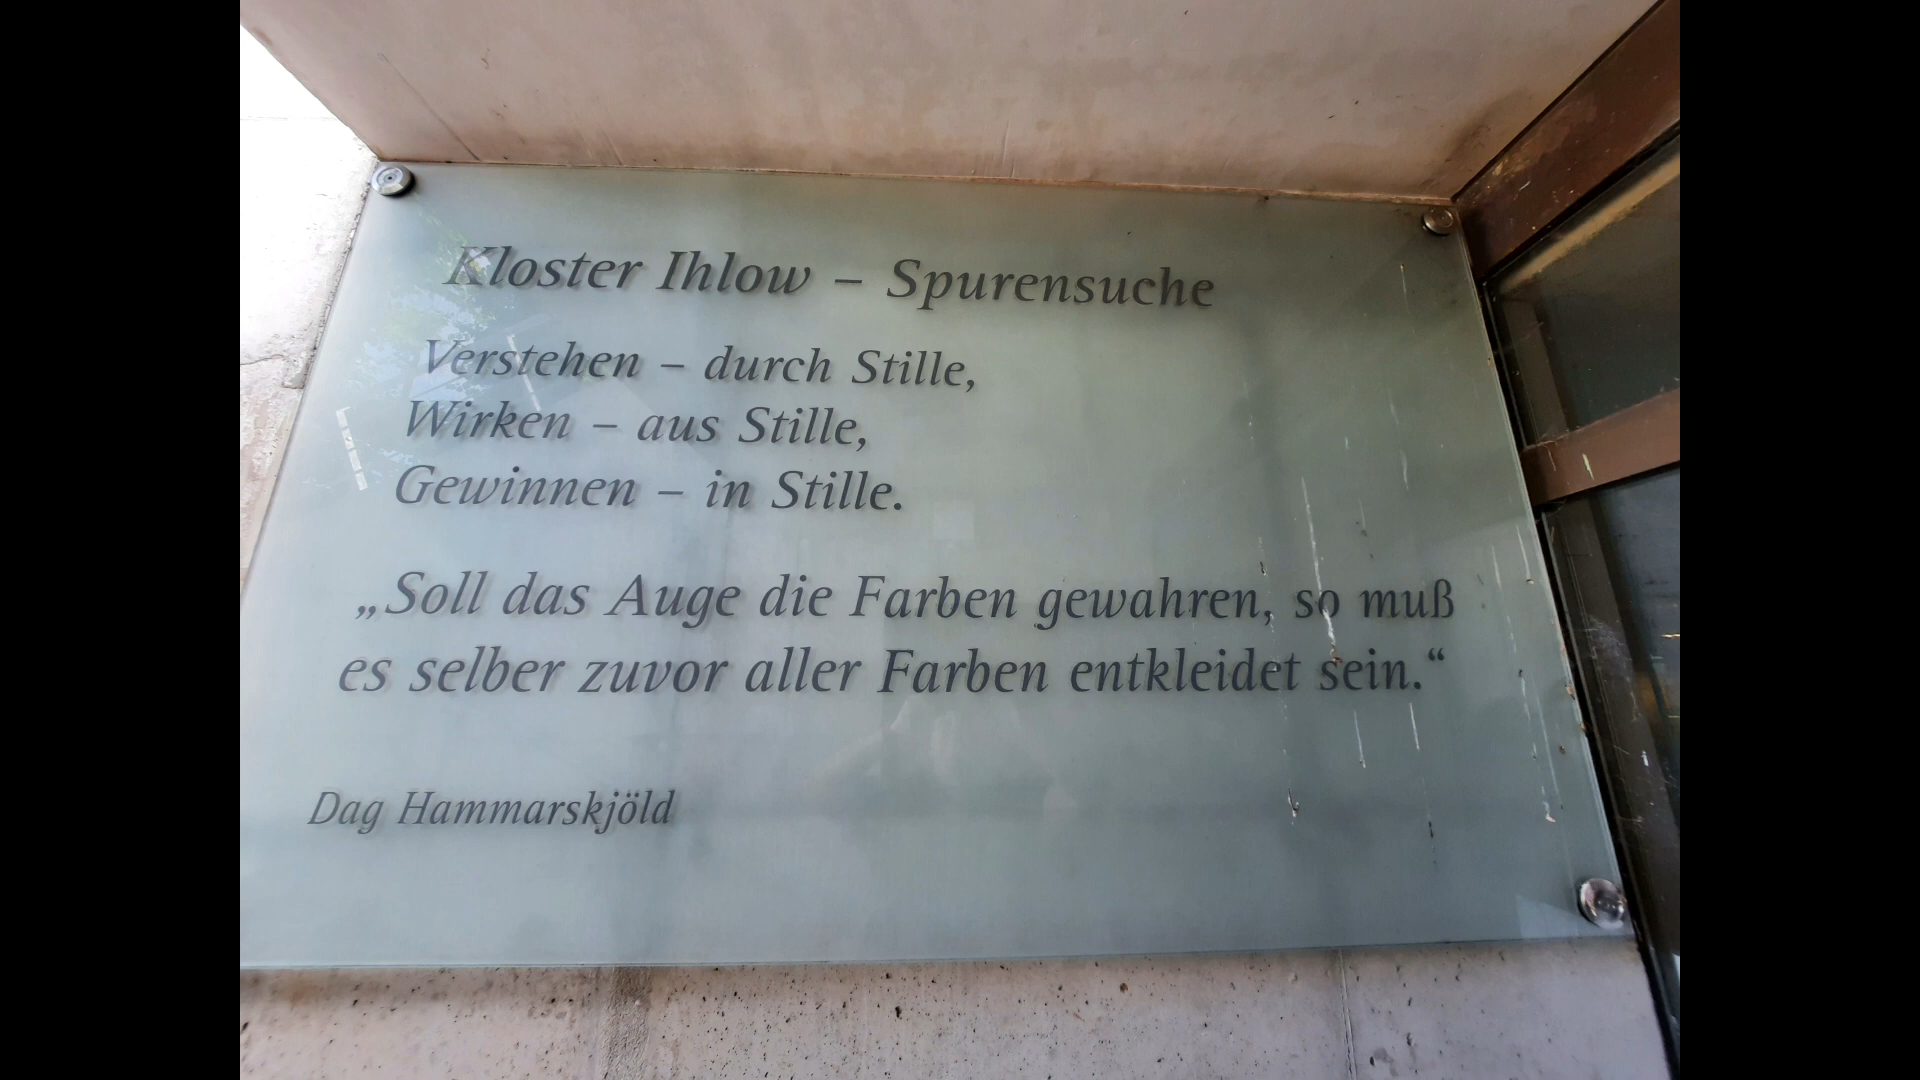 Kloster Ihlow – Spurensuche
Verstehen – durch Stille,
Wirken – aus Stille,
Gewinnen – in Stille.
„Soll das Auge die Farben gewahren, so muß
es selber zuvor aller Farben entkleidet sein.“
Dag Hammarskjöld